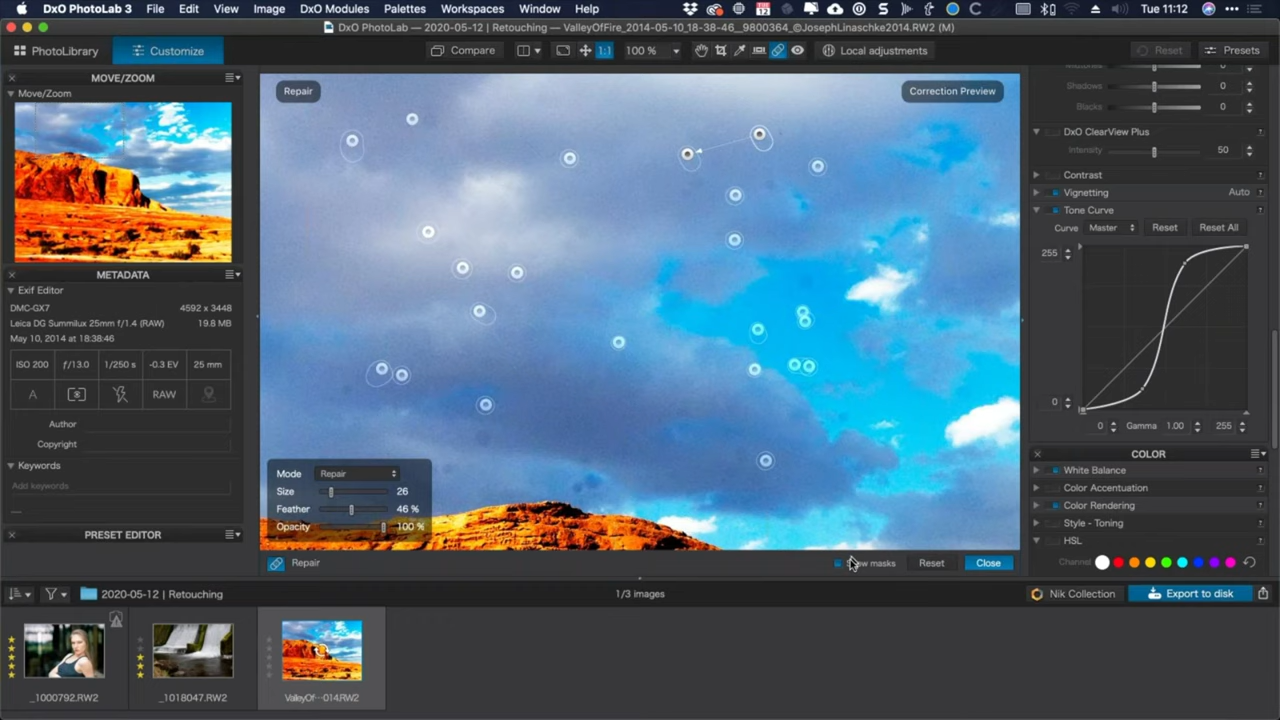 DxO PhotoLab 3 File Edit View Image DxO Modules Palettes Workspaces Window Help Tue 11:12
DxO PhotoLab — 2020-05-12 | Retouching — ValleyOfFire_2014-05-10_18-38-46__9800364_©JosephLinaschke2014.RW2 (M)
PhotoLibrary Customize Compare 1:1 100 % Local adjustments Reset Presets
MOVE/ZOOM
Move/Zoom
METADATA
Exif Editor
DMC-GX7 4592 x 3448
Leica DG Summilux 25mm f/1.4 (RAW) 19.8 MB
May 10, 2014 at 18:38:46
ISO 200 ƒ/13.0 1/250 s -0.3 EV 25 mm
A RAW
Author
Copyright
Keywords
Add keywords
PRESET EDITOR
Repair Correction Preview
Mode Repair
Size 26
Feather 46 %
Opacity 100 %
Repair masks Reset Close
Midtones 0
Shadows 0
Blacks 0
DxO ClearView Plus
Intensity 50
Contrast
Vignetting Auto
Tone Curve
Curve Master Reset Reset All
255
0
0 Gamma 1.00 255
COLOR
White Balance
Color Accentuation
Color Rendering
Style - Toning
HSL
Channel
2020-05-12 | Retouching 1/3 images Nik Collection Export to disk
_1000792.RW2 _1018047.RW2 ValleyOf···014.RW2